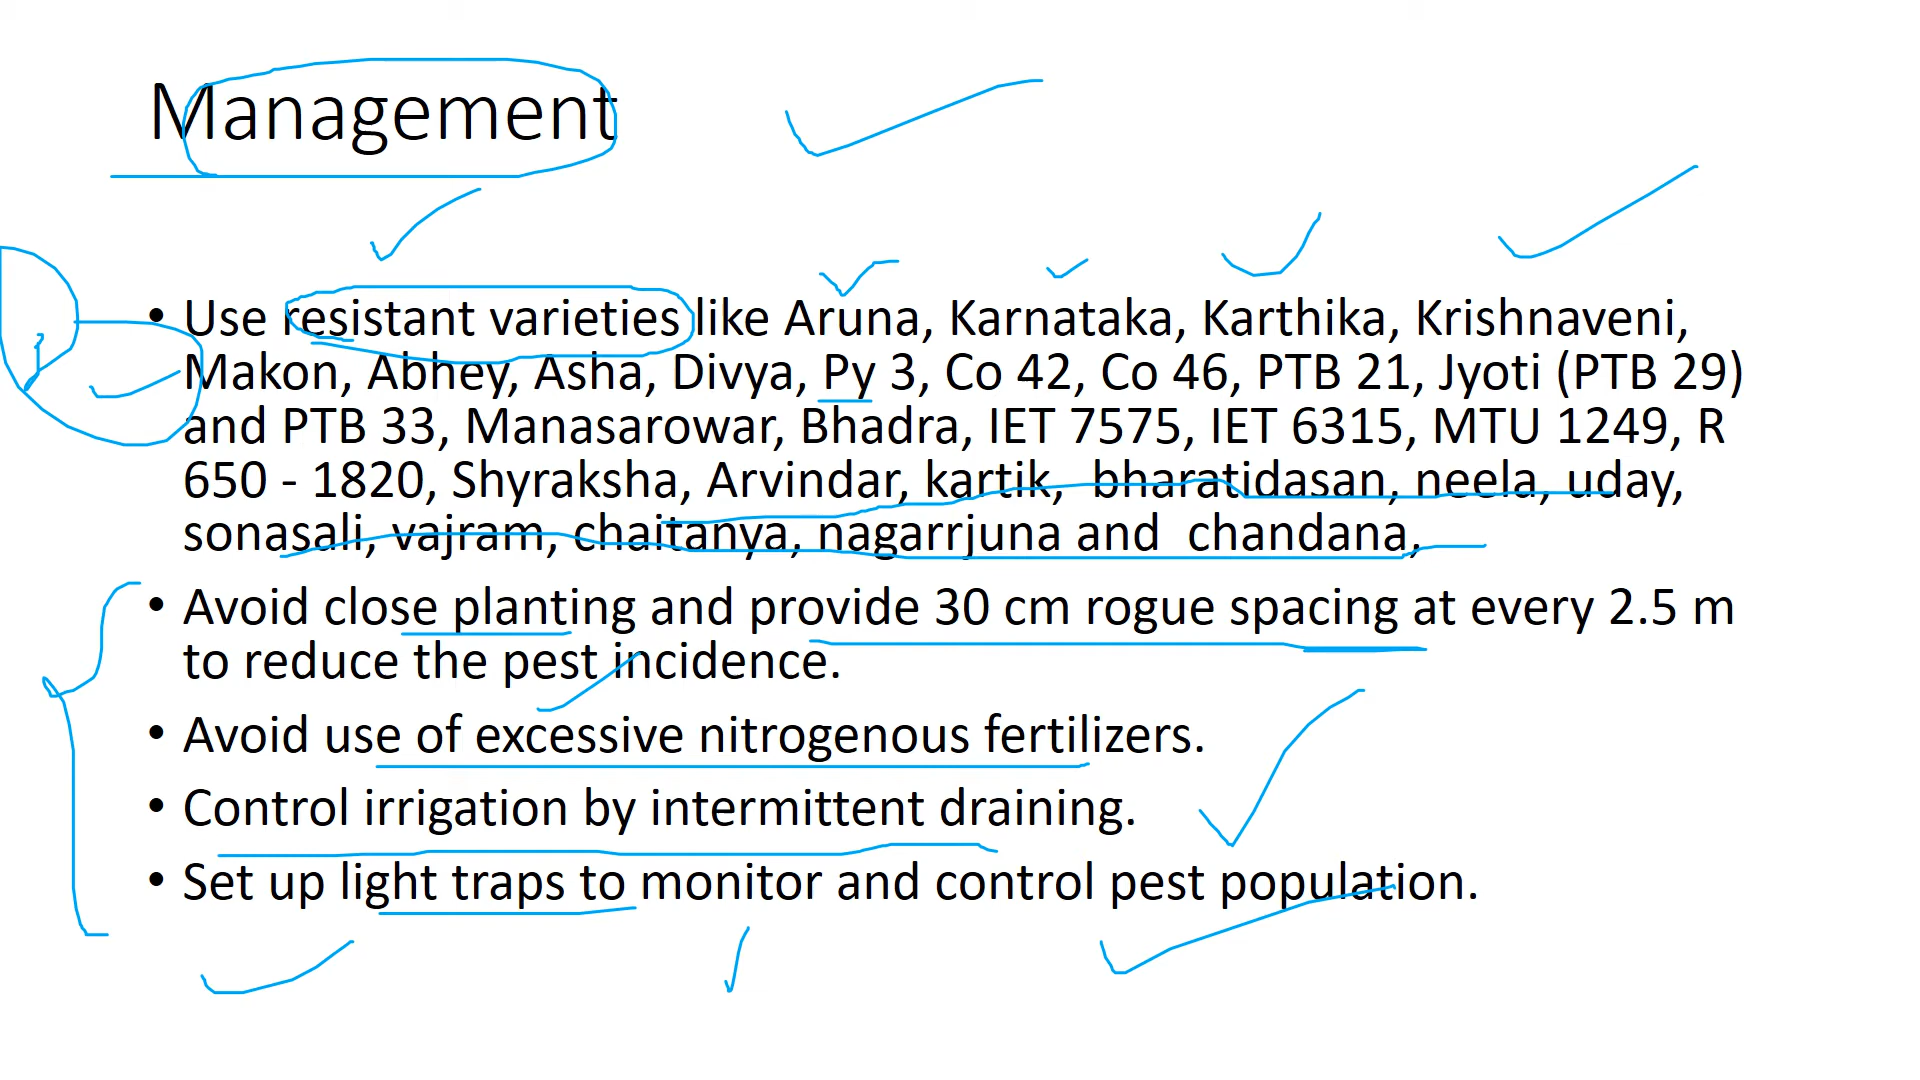 Management
• Use resistant varieties like Aruna, Karnataka, Karthika, Krishnaveni,
Makon, Abhey, Asha, Divya, Py 3, Co 42, Co 46, PTB 21, Jyoti (PTB 29)
and PTB 33, Manasarowar, Bhadra, IET 7575, IET 6315, MTU 1249, R
650 - 1820, Shyraksha, Arvindar, kartik, bharatidasan, neela, uday,
sonasali, vajram, chaitanya, nagarrjuna and chandana,
• Avoid close planting and provide 30 cm rogue spacing at every 2.5 m
to reduce the pest incidence.
• Avoid use of excessive nitrogenous fertilizers.
• Control irrigation by intermittent draining.
• Set up light traps to monitor and control pest population.